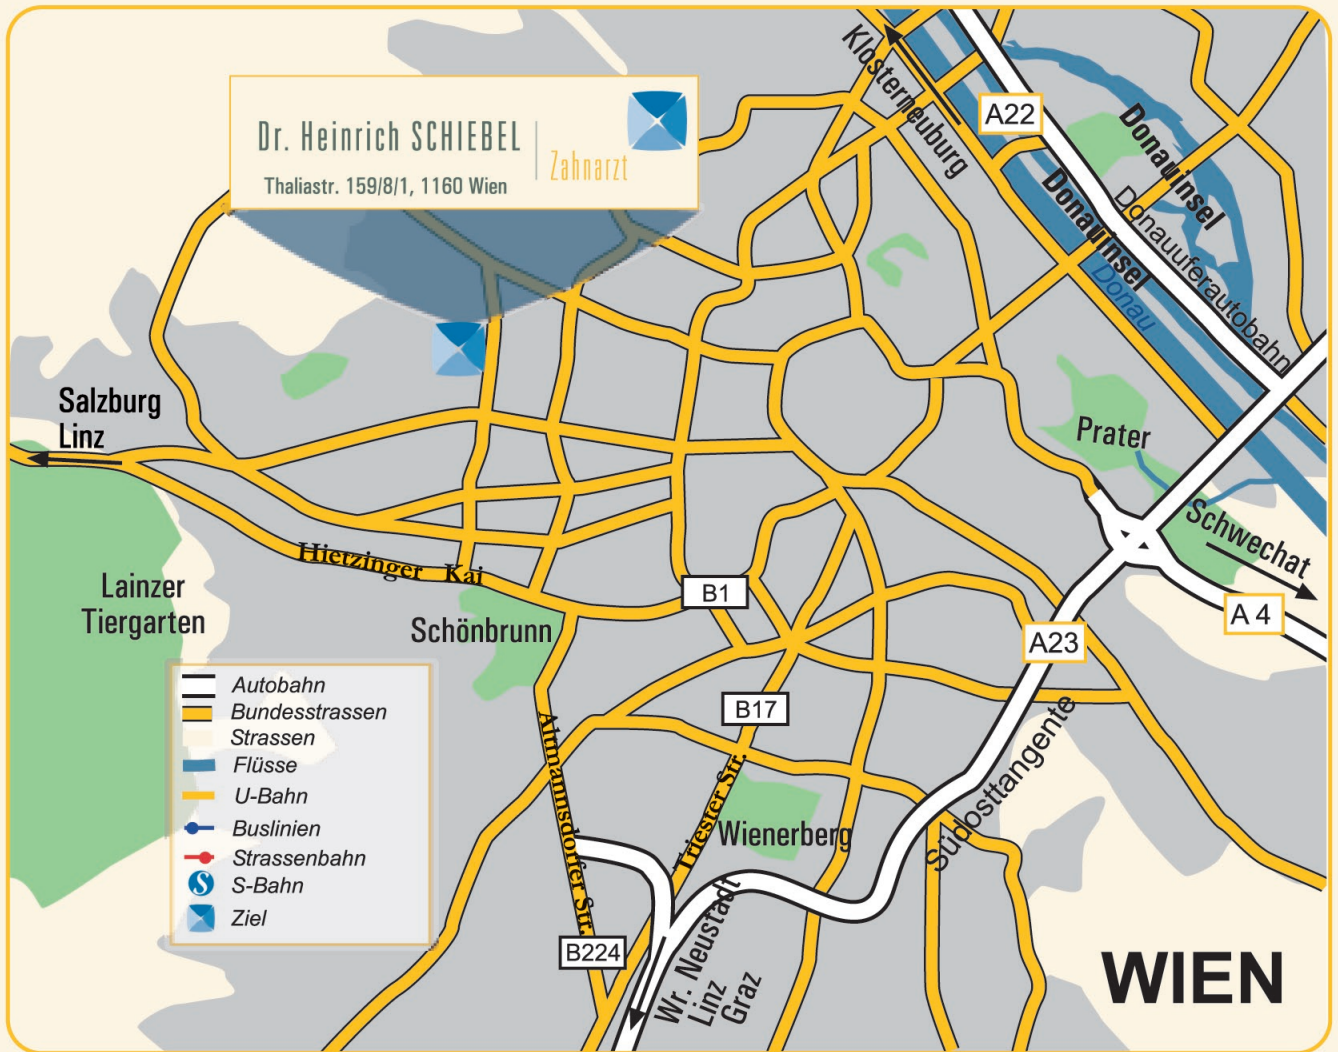 Klosterneuburg
A22
Donauinsel
Donauinsel
Donauuferautobahn
Donau
Dr. Heinrich SCHIEBEL
Zahnarzt
Thaliastr. 159/8/1, 1160 Wien
Salzburg
Linz
Prater
Schwechat
Hietzinger Kai
Lainzer
Tiergarten
Schönbrunn
B1
A 4
A23
B17
Autobahn
Bundesstrassen
Strassen
Flüsse
U-Bahn
Buslinien
Strassenbahn
S
S-Bahn
Ziel
Altmannsdorfer Str.
Triester Str.
Wienerberg
Südosttangente
B224
Wr. Neustadt
Linz
Graz
WIEN